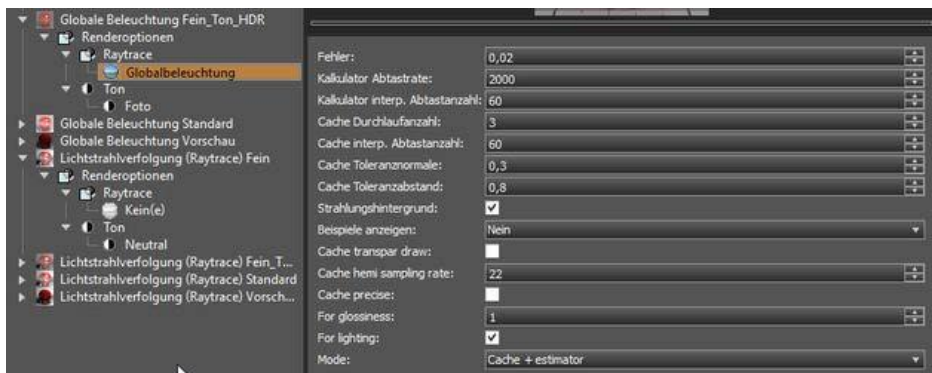 Globale Beleuchtung Fein_Ton_HDR
Renderoptionen
Raytrace
Globalbeleuchtung
Ton
Foto
Globale Beleuchtung Standard
Globale Beleuchtung Vorschau
Lichtstrahlverfolgung (Raytrace) Fein
Renderoptionen
Raytrace
Kein(e)
Ton
Neutral
Lichtstrahlverfolgung (Raytrace) Fein_T...
Lichtstrahlverfolgung (Raytrace) Standard
Lichtstrahlverfolgung (Raytrace) Vorsch...
Fehler: 0,02
Kalkulator Abtastrate: 2000
Kalkulator interp. Abtastanzahl: 60
Cache Durchlaufanzahl: 3
Cache interp. Abtastanzahl: 60
Cache Toleranznormale: 0,3
Cache Toleranzabstand: 0,8
Strahlungshintergrund:
Beispiele anzeigen: Nein
Cache transpar draw:
Cache hemi sampling rate: 22
Cache precise:
For glossiness: 1
For lighting:
Mode: Cache + estimator